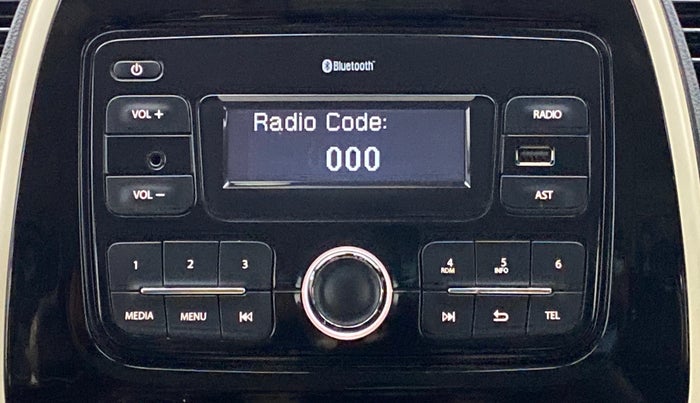 Bluetooth
VOL +
Radio Code:
000
RADIO
VOL −
AST
1 2 3
4 RDM 5 INFO 6
MEDIA MENU
TEL